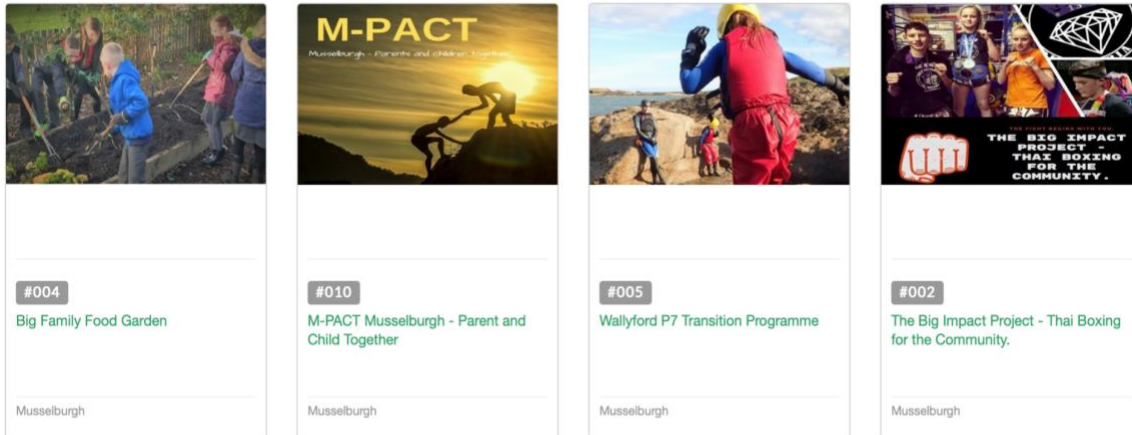 M-PACT
Musselburgh - Parents and children together
THE FIGHT BEGINS WITH YOU.
THE BIG IMPACT
PROJECT -
THAI BOXING
FOR THE
COMMUNITY.
#004
Big Family Food Garden
Musselburgh
#010
M-PACT Musselburgh - Parent and
Child Together
Musselburgh
#005
Wallyford P7 Transition Programme
Musselburgh
#002
The Big Impact Project - Thai Boxing
for the Community.
Musselburgh